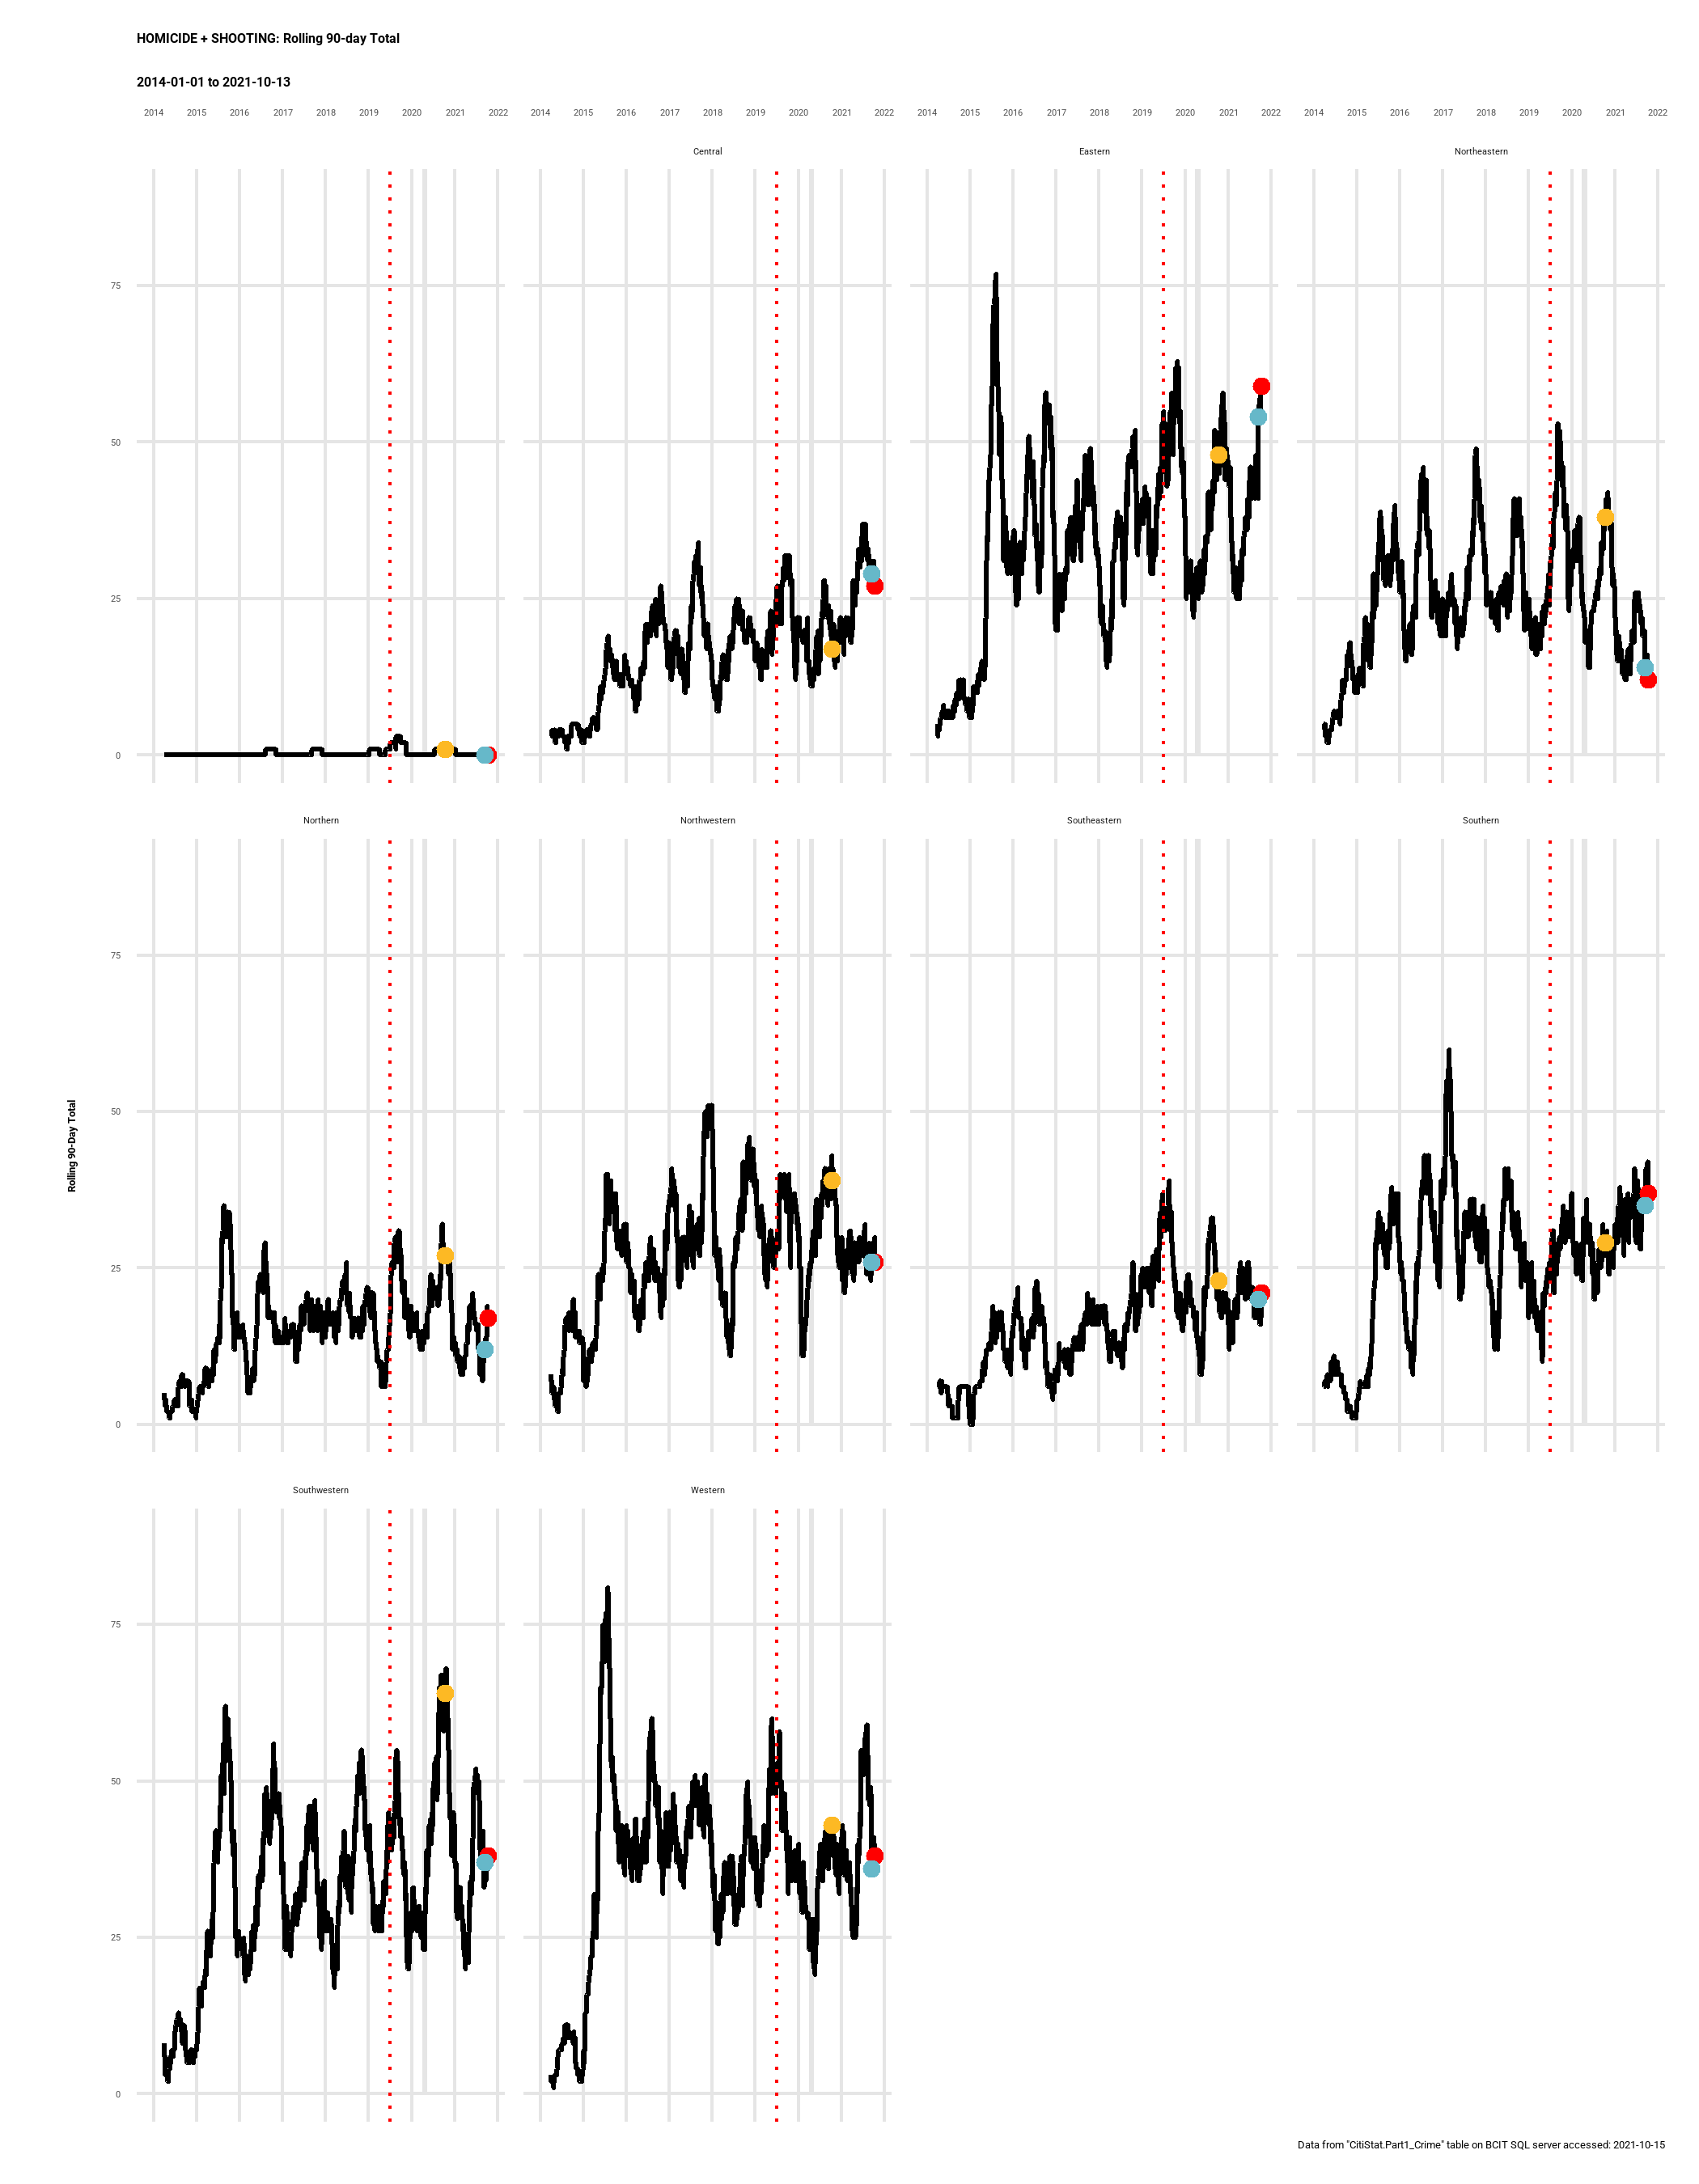 HOMICIDE + SHOOTING: Rolling 90-day Total
2014-01-01 to 2021-10-13
2014 2015 2016 2017 2018 2019 2020 2021 2022 2014 2015 2016 2017 2018 2019 2020 2021 2022 2014 2015 2016 2017 2018 2019 2020 2021 2022 2014 2015 2016 2017 2018 2019 2020 2021 2022
Central Eastern Northeastern
75
50
25
0
Northern Northwestern Southeastern Southern
75
50
25
0
Rolling 90-Day Total
Southwestern Western
75
50
25
0
Data from "CitiStat.Part1_Crime" table on BCIT SQL server accessed: 2021-10-15